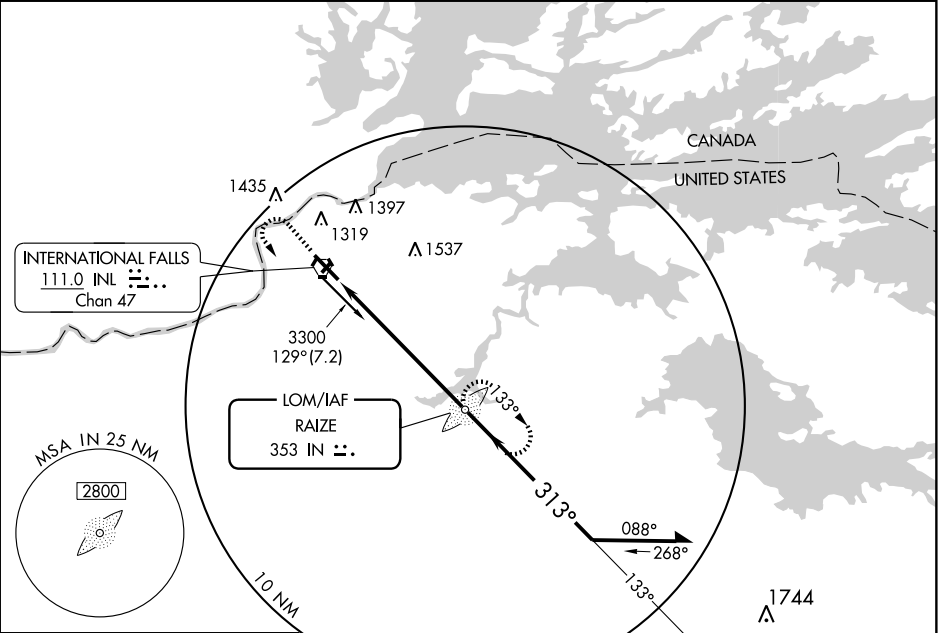 CANADA
UNITED STATES
1435
1397
1319
1537
INTERNATIONAL FALLS
111.0 INL
Chan 47
3300
129°(7.2)
LOM/IAF
RAIZE
353 IN
133°
MSA IN 25 NM
2800
313°
088°
268°
133°
10 NM
1744